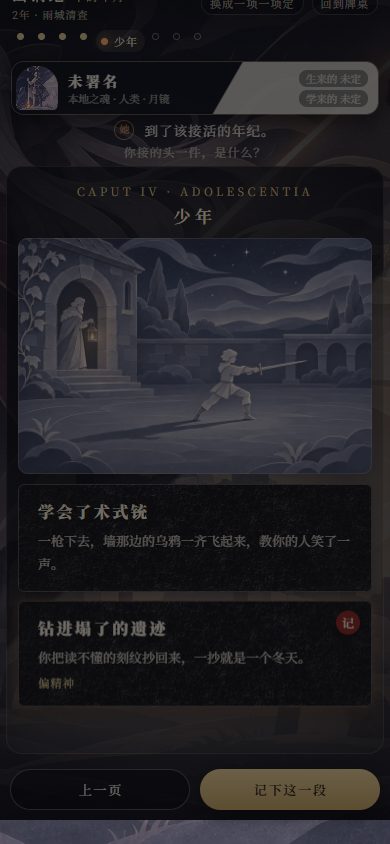 2年 · 雨城清查
换成一项一项定
回到牌桌
少年
未署名
本地之魂 · 人类 · 月镜
生来的 未定
学来的 未定
她 到了该接活的年纪。
你接的头一件，是什么？
CAPUT IV · ADOLESCENTIA
少年
学会了术式铳
一枪下去，墙那边的乌鸦一齐飞起来，教你的人笑了一
声。
钻进塌了的遗迹
记
你把读不懂的刻纹抄回来，一抄就是一个冬天。
偏精神
上一页
记下这一段